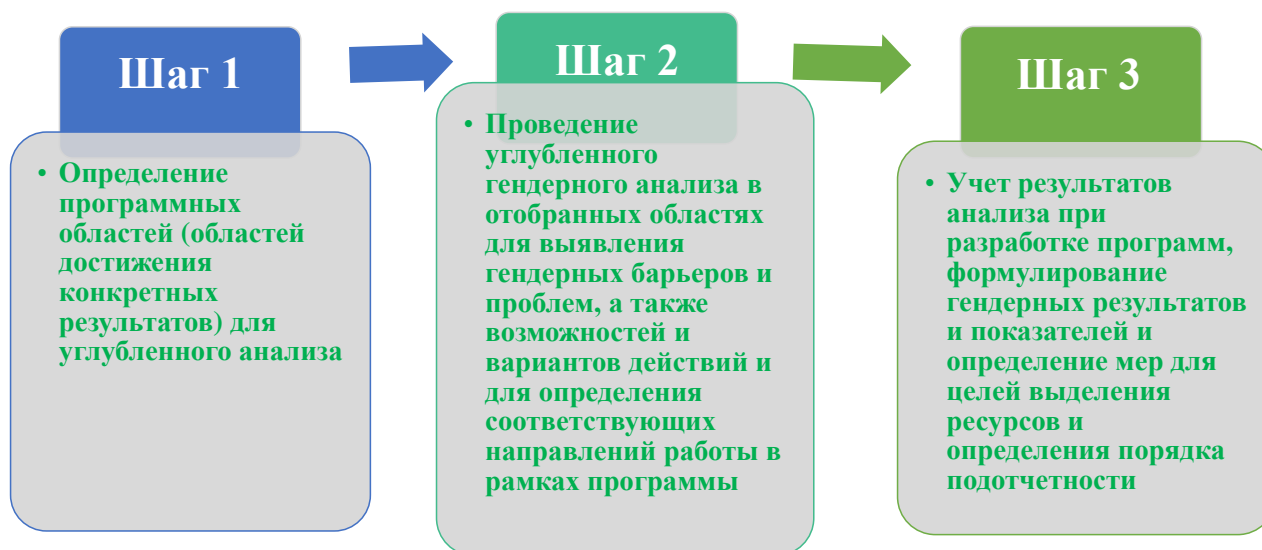 Шаг 1
• Определение
программных
областей (областей
достижения
конкретных
результатов) для
углубленного анализа
Шаг 2
• Проведение
углубленного
гендерного анализа в
отобранных областях
для выявления
гендерных барьеров и
проблем, а также
возможностей и
вариантов действий и
для определения
соответствующих
направлений работы в
рамках программы
Шаг 3
• Учет результатов
анализа при
разработке программ,
формулирование
гендерных результатов
и показателей и
определение мер для
целей выделения
ресурсов и
определения порядка
подотчетности